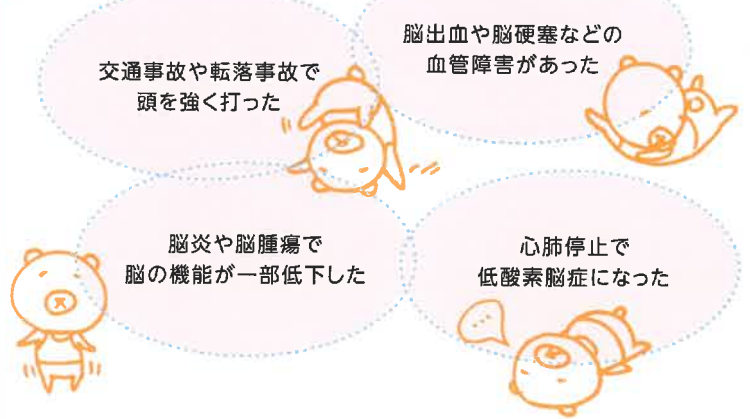 脳出血や脳硬塞などの
血管障害があった
交通事故や転落事故で
頭を強く打った
脳炎や脳腫瘍で
脳の機能が一部低下した
心肺停止で
低酸素脳症になった
…